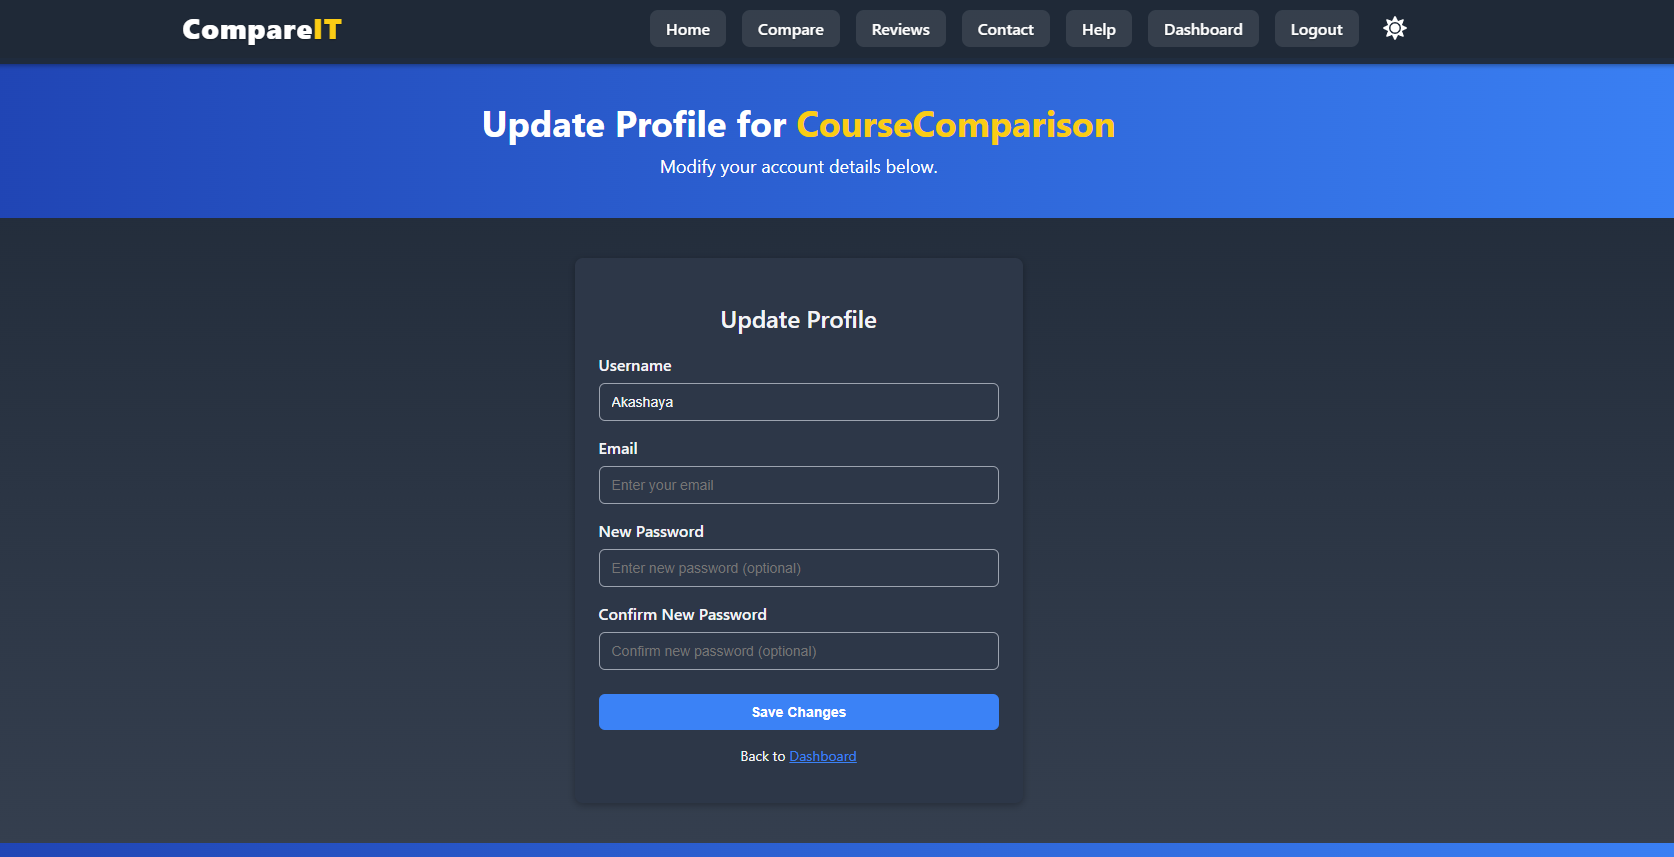 CompareIT
Home Compare Reviews Contact Help Dashboard Logout
Update Profile for CourseComparison
Modify your account details below.
Update Profile
Username
Akashaya
Email
Enter your email
New Password
Enter new password (optional)
Confirm New Password
Confirm new password (optional)
Save Changes
Back to Dashboard